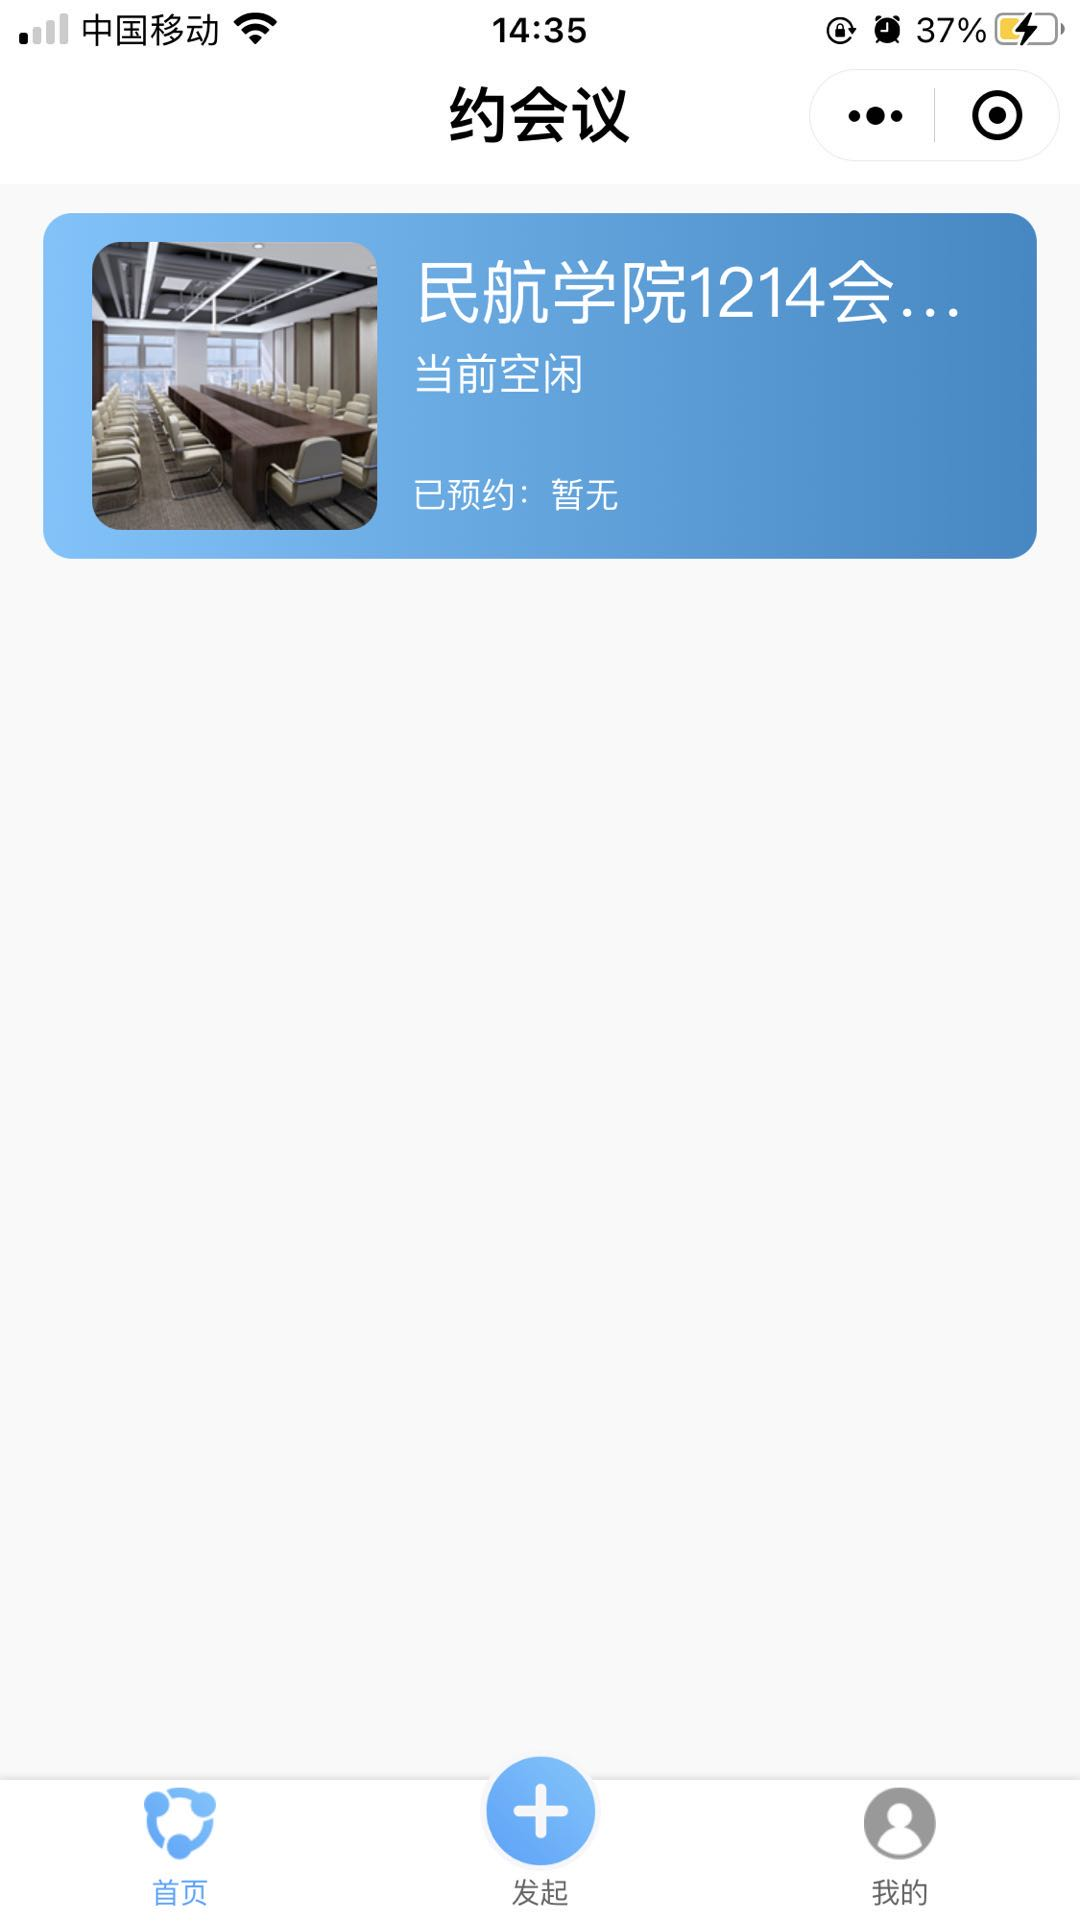 中国移动 14:35 37%
约会议
民航学院1214会...
当前空闲
已预约：暂无
首页 发起 我的